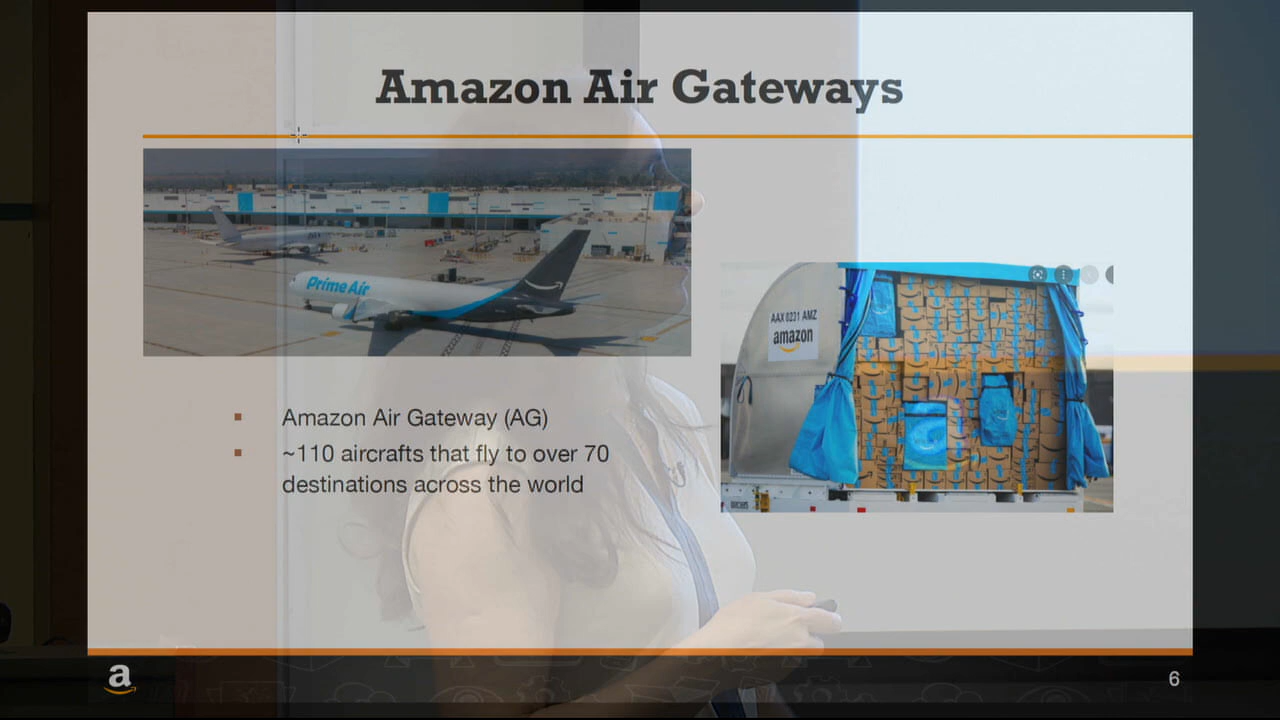 Amazon Air Gateways
Prime Air
AAX 0231 AMZ
amazon
Amazon Air Gateway (AG)
~110 aircrafts that fly to over 70
destinations across the world
a
6